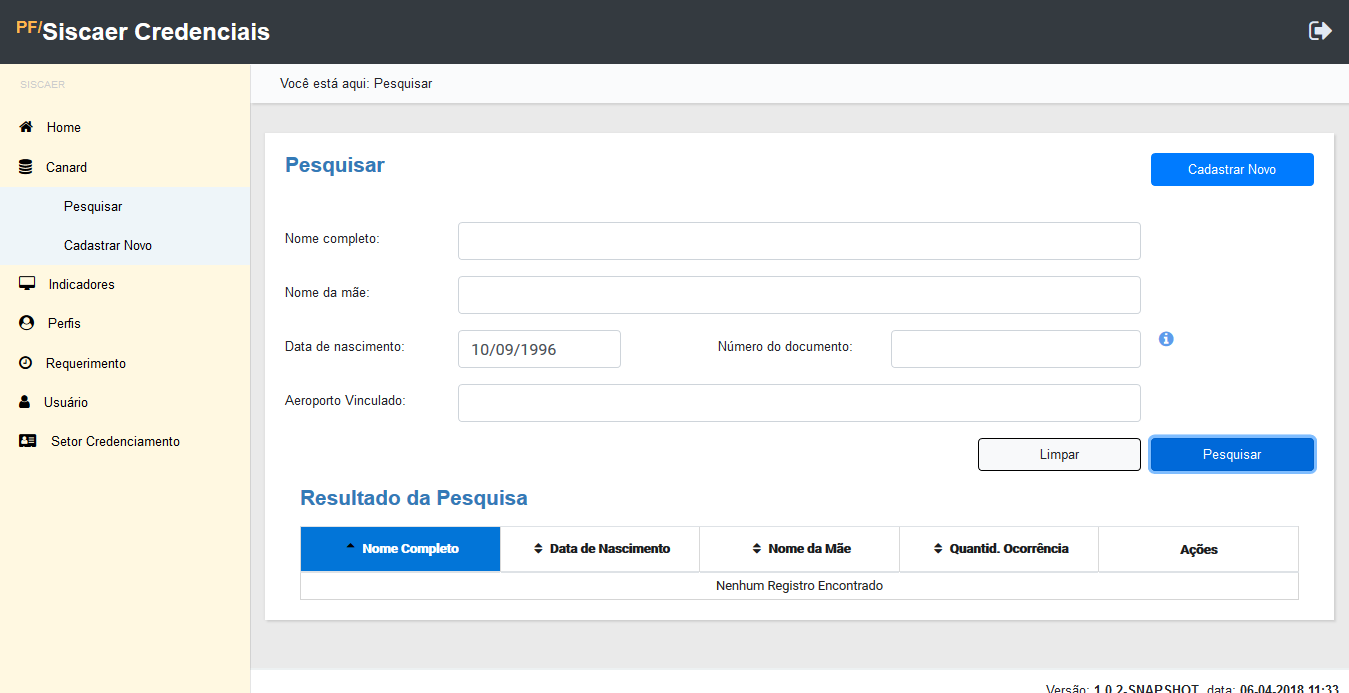 PF/Siscaer Credenciais
SISCAER
Você está aqui: Pesquisar
Home
Canard
Pesquisar
Cadastrar Novo
Indicadores
Perfis
Requerimento
Usuário
Setor Credenciamento
Pesquisar
Cadastrar Novo
Nome completo:
Nome da mãe:
Data de nascimento: 10/09/1996 Número do documento:
Aeroporto Vinculado:
Limpar Pesquisar
Resultado da Pesquisa
Nome Completo Data de Nascimento Nome da Mãe Quantid. Ocorrência Ações
Nenhum Registro Encontrado
Versão: 1.0.2-SNAPSHOT, data: 06-04-2018 11:33